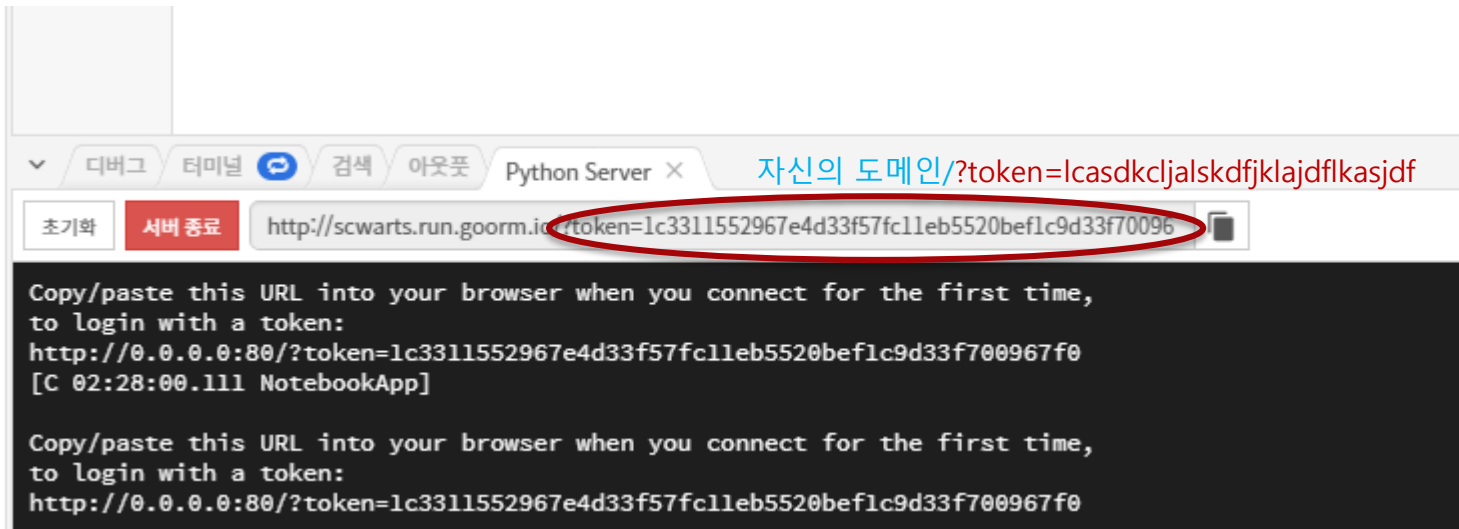 디버그 터미널 검색 아웃풋 Python Server × 자신의 도메인/?token=lcasdkcljalskdfjklajdflkasjdf
초기화 서버 종료 http://scwarts.run.goorm.io/?token=1c3311552967e4d33f57fc11eb5520bef1c9d33f70096
Copy/paste this URL into your browser when you connect for the first time,
to login with a token:
http://0.0.0.0:80/?token=1c3311552967e4d33f57fc11eb5520bef1c9d33f700967f0
[C 02:28:00.111 NotebookApp]
Copy/paste this URL into your browser when you connect for the first time,
to login with a token:
http://0.0.0.0:80/?token=1c3311552967e4d33f57fc11eb5520bef1c9d33f700967f0